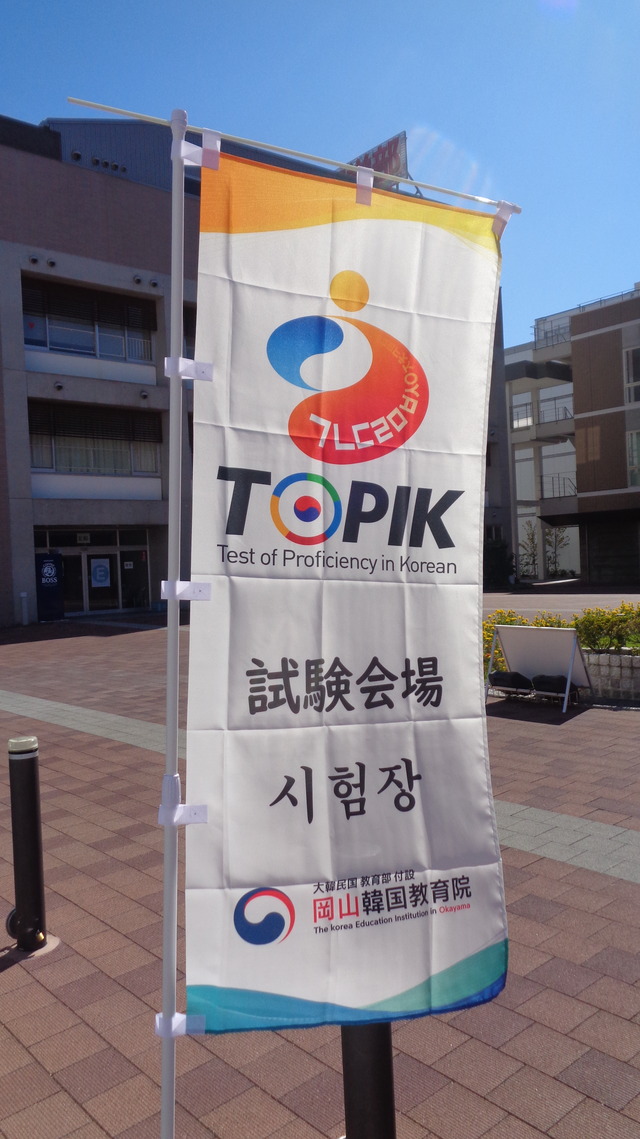 TOPIK
Test of Proficiency in Korean
試験会場
시험장
大韓民国 教育部 付設
岡山韓国教育院
The korea Education Institution in Okayama
BOSS